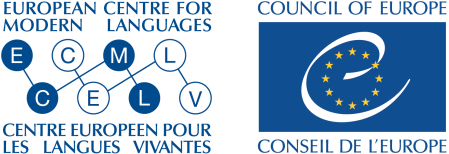 EUROPEAN CENTRE FOR
MODERN LANGUAGES
E C M L
C E L V
CENTRE EUROPEEN POUR
LES LANGUES VIVANTES
COUNCIL OF EUROPE
CONSEIL DE L'EUROPE